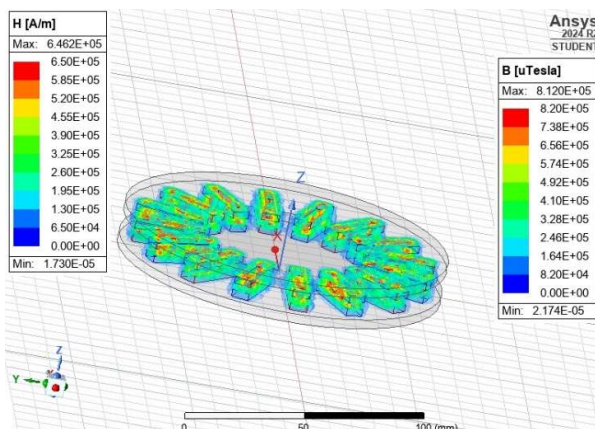 H [A/m]
Max: 6.462E+05
6.50E+05
5.85E+05
5.20E+05
4.55E+05
3.90E+05
3.25E+05
2.60E+05
1.95E+05
1.30E+05
6.50E+04
0.00E+00
Min: 1.730E-05
Ansys
2024 R2
STUDENT
B [uTesla]
Max: 8.120E+05
8.20E+05
7.38E+05
6.56E+05
5.74E+05
4.92E+05
4.10E+05
3.28E+05
2.46E+05
1.64E+05
8.20E+04
0.00E+00
Min: 2.174E-05
Z
X
Z
Y
0
50
100 (mm)